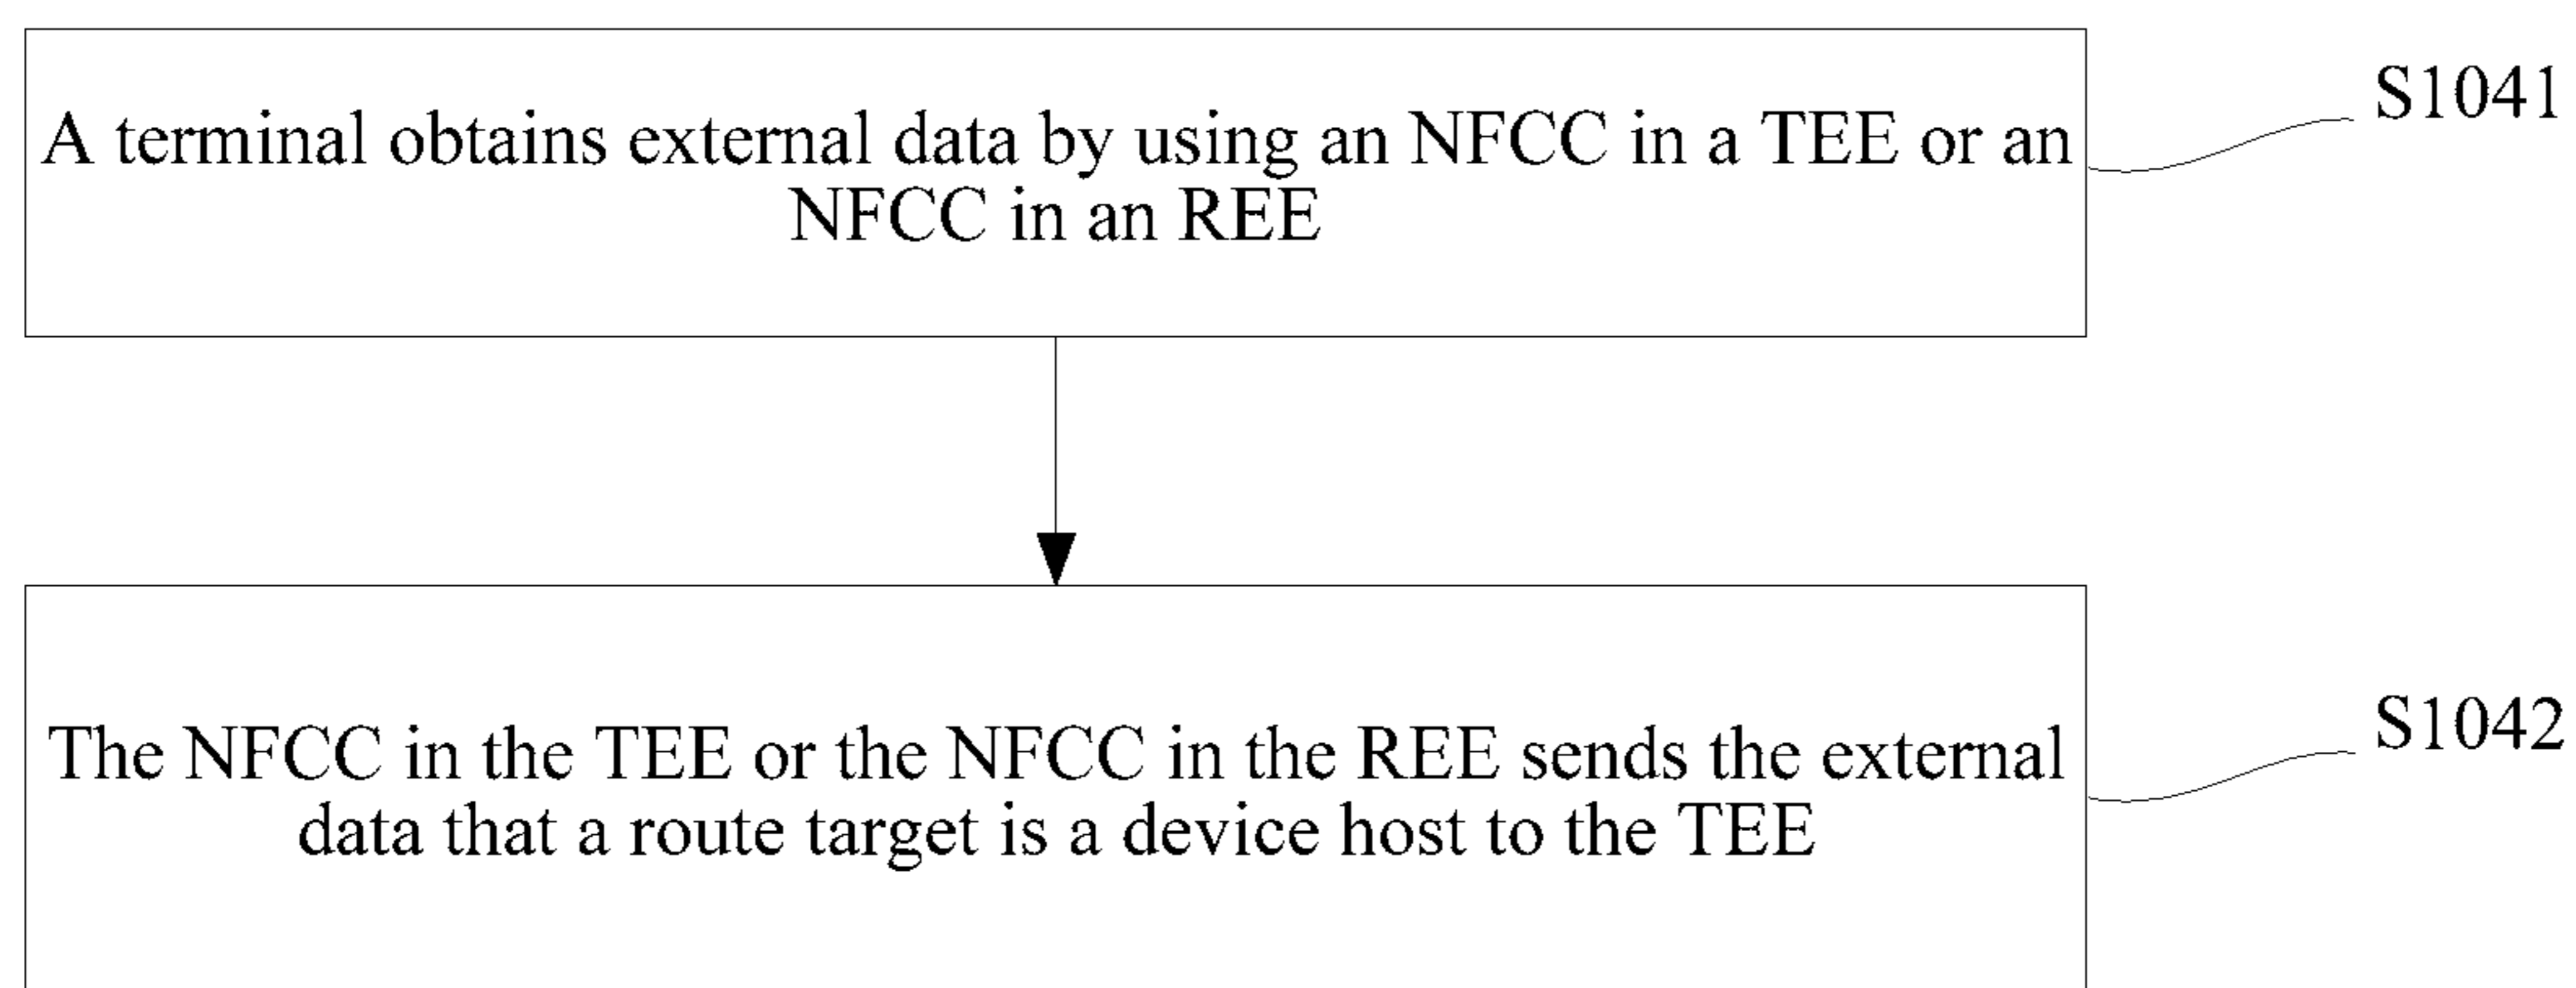 S1041
A terminal obtains external data by using an NFCC in a TEE or an
NFCC in an REE
S1042
The NFCC in the TEE or the NFCC in the REE sends the external
data that a route target is a device host to the TEE